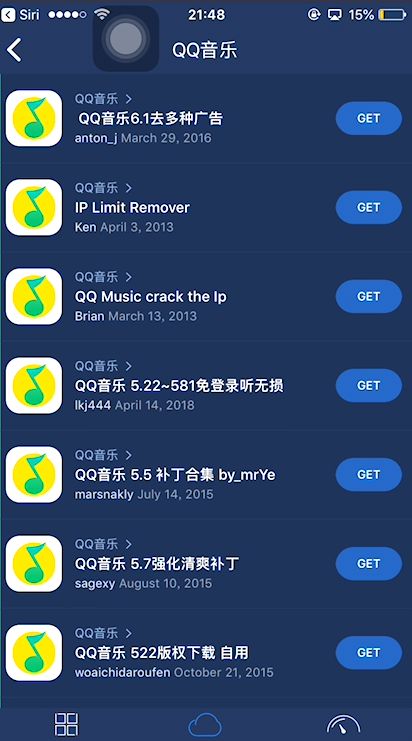 Siri 21:48 15%
QQ音乐
QQ音乐
QQ音乐6.1去多种广告
anton_j March 29, 2016
GET
QQ音乐
IP Limit Remover
Ken April 3, 2013
GET
QQ音乐
QQ Music crack the Ip
Brian March 13, 2013
GET
QQ音乐
QQ音乐 5.22~581免登录听无损
lkj444 April 14, 2018
GET
QQ音乐
QQ音乐 5.5 补丁合集 by_mrYe
marsnakly July 14, 2015
GET
QQ音乐
QQ音乐 5.7强化清爽补丁
sagexy August 10, 2015
GET
QQ音乐
QQ音乐 522版权下载 自用
woaichidaroufen October 21, 2015
GET